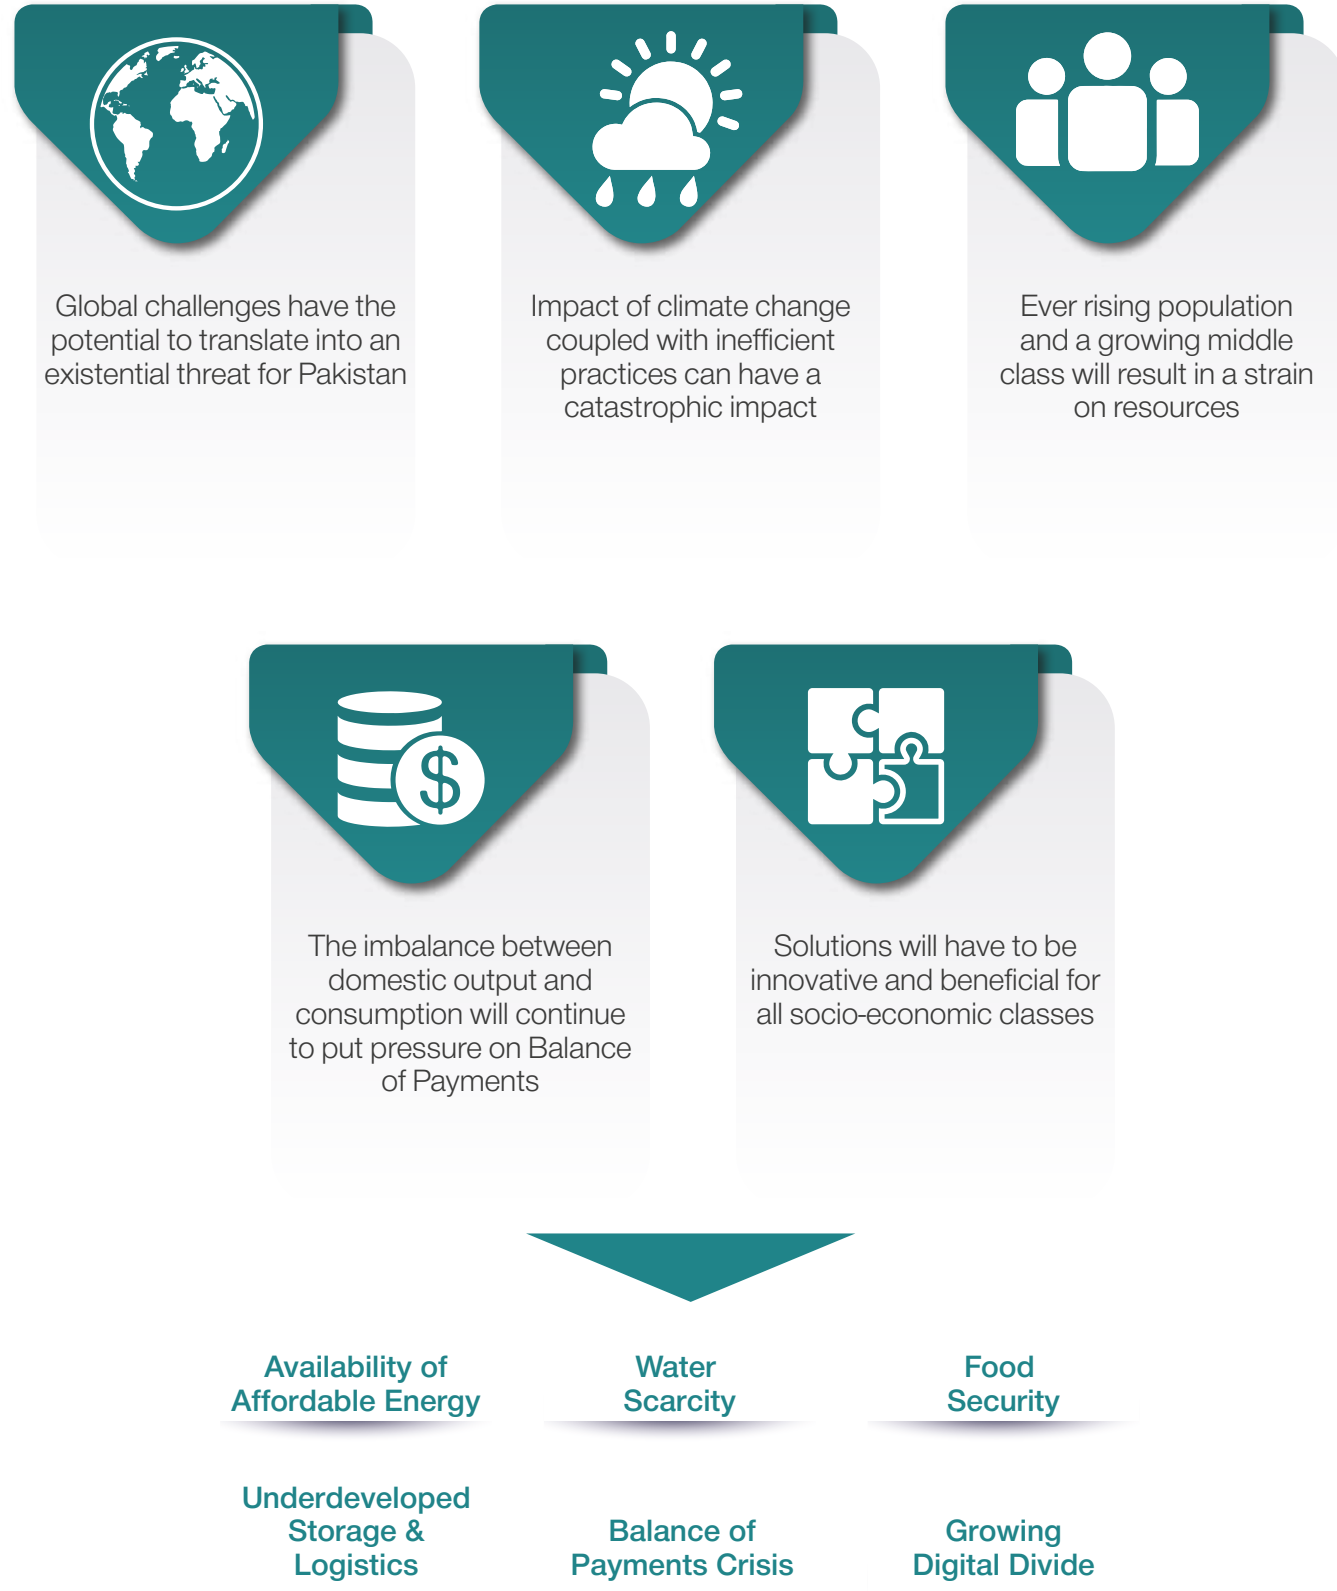 Global challenges have the
potential to translate into an
existential threat for Pakistan
Impact of climate change
coupled with inefficient
practices can have a
catastrophic impact
Ever rising population
and a growing middle
class will result in a strain
on resources
$
The imbalance between
domestic output and
consumption will continue
to put pressure on Balance
of Payments
Solutions will have to be
innovative and beneficial for
all socio-economic classes
Availability of
Affordable Energy
Water
Scarcity
Food
Security
Underdeveloped
Storage &
Logistics
Balance of
Payments Crisis
Growing
Digital Divide